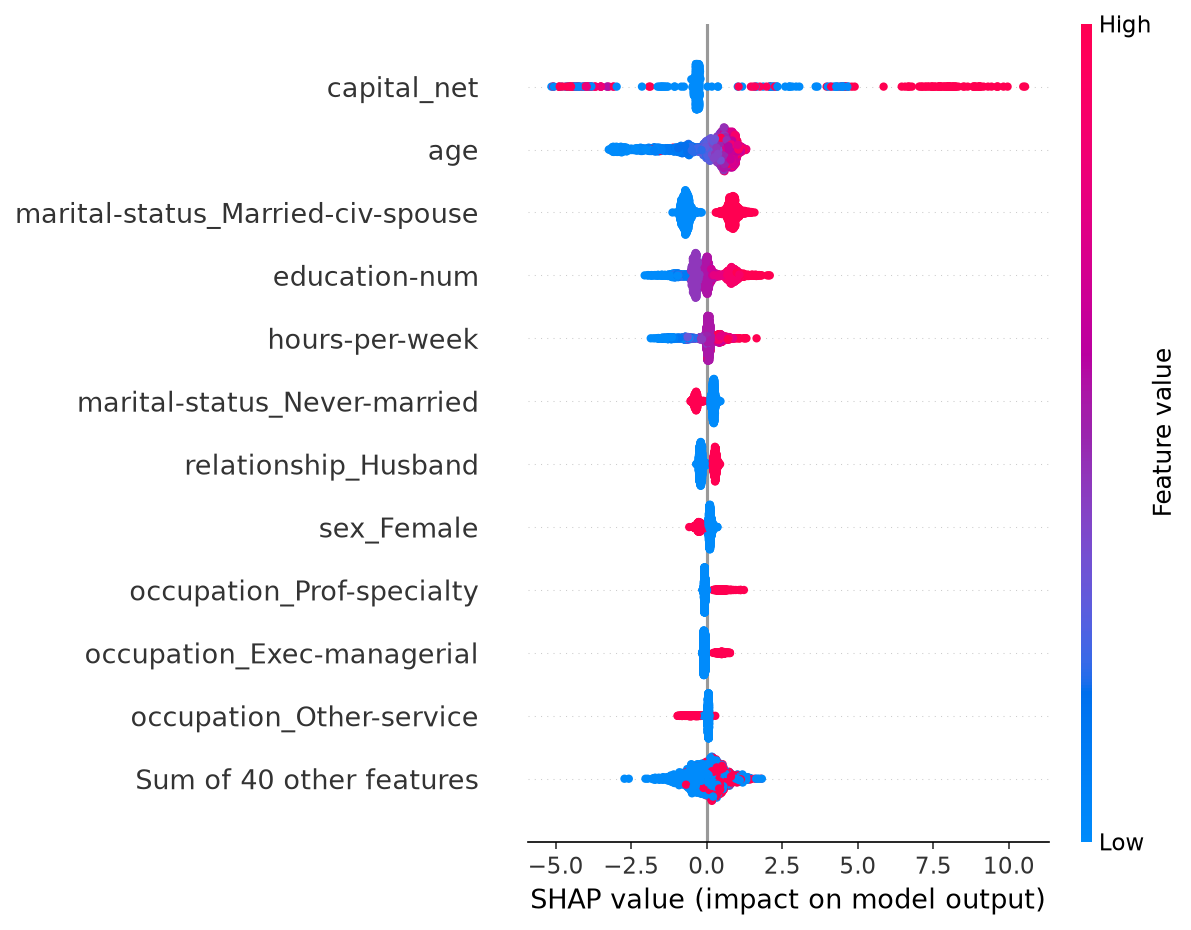 High
capital_net
age
marital-status_Married-civ-spouse
education-num
hours-per-week
marital-status_Never-married
relationship_Husband
sex_Female
occupation_Prof-specialty
occupation_Exec-managerial
occupation_Other-service
Sum of 40 other features
Feature value
Low
−5.0 −2.5 0.0 2.5 5.0 7.5 10.0
SHAP value (impact on model output)